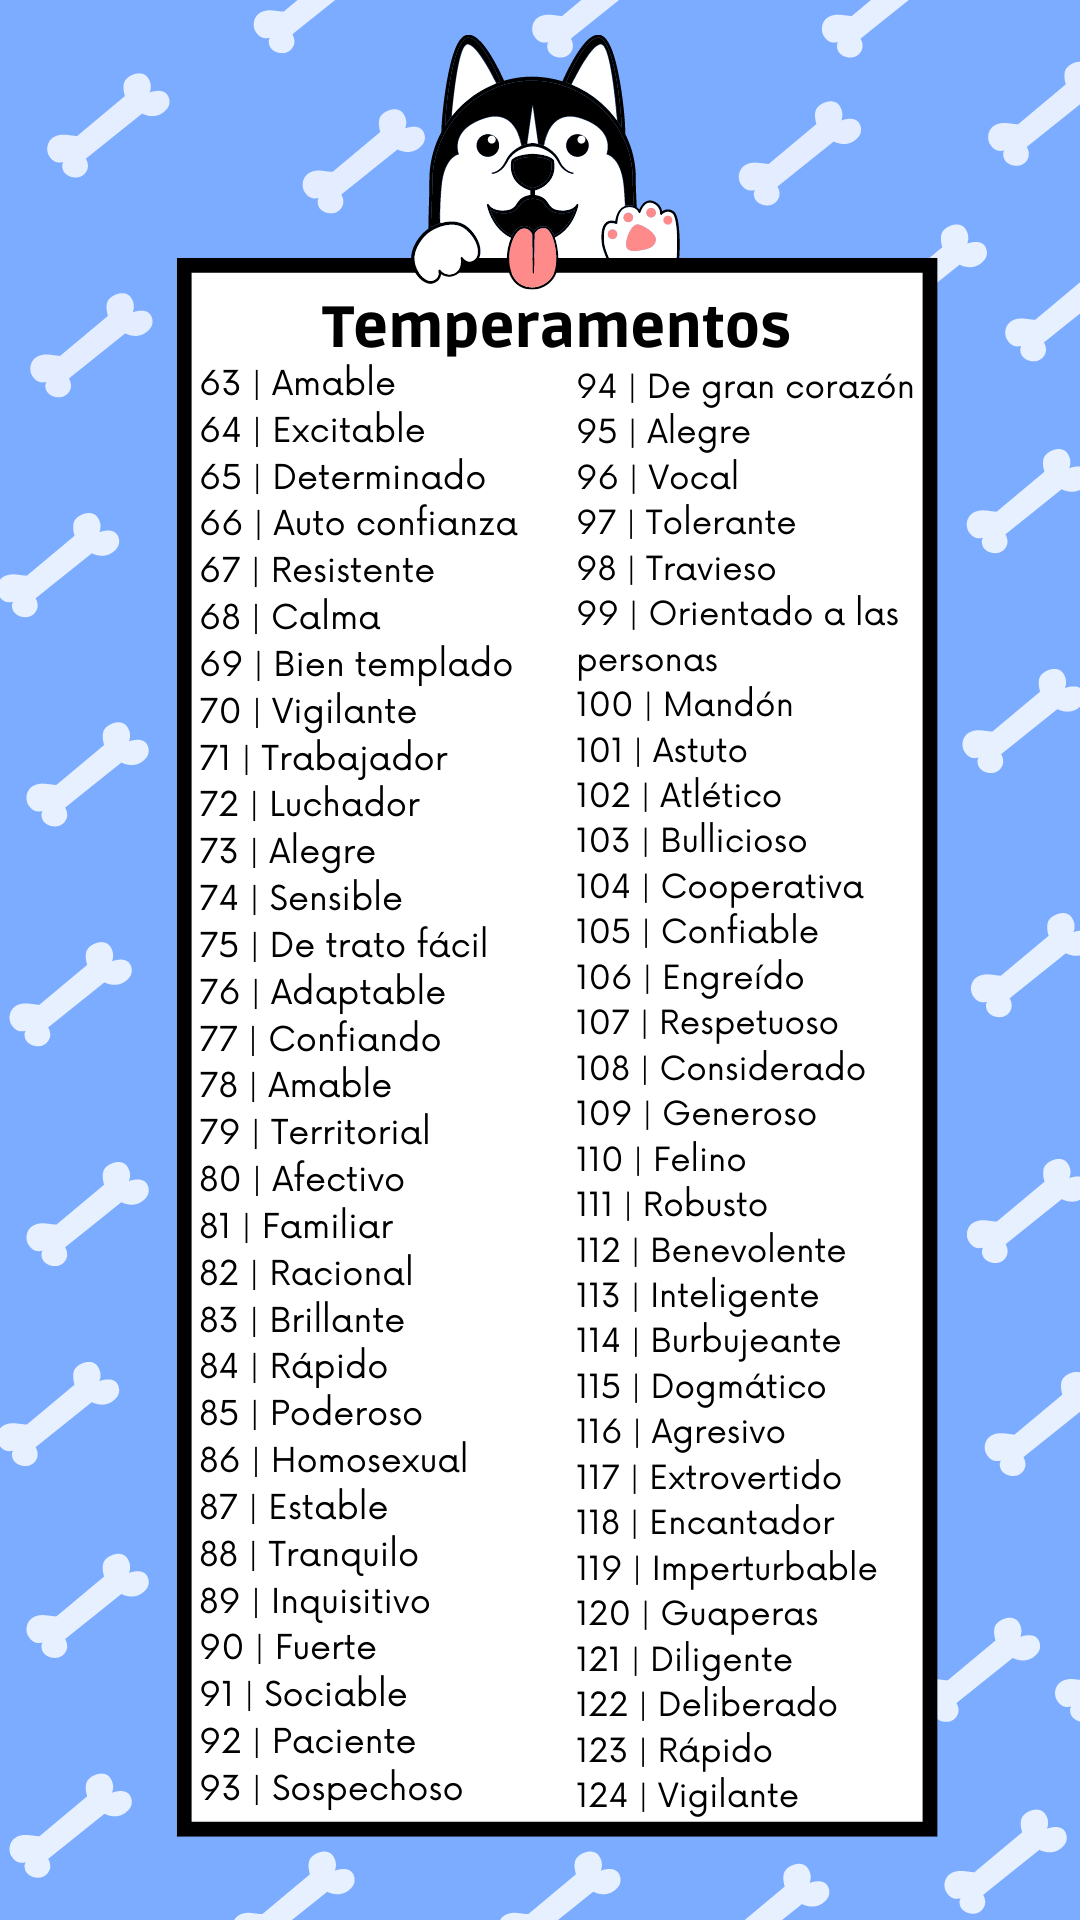 Temperamentos
63 | Amable
64 | Excitable
65 | Determinado
66 | Auto confianza
67 | Resistente
68 | Calma
69 | Bien templado
70 | Vigilante
71 | Trabajador
72 | Luchador
73 | Alegre
74 | Sensible
75 | De trato fácil
76 | Adaptable
77 | Confiando
78 | Amable
79 | Territorial
80 | Afectivo
81 | Familiar
82 | Racional
83 | Brillante
84 | Rápido
85 | Poderoso
86 | Homosexual
87 | Estable
88 | Tranquilo
89 | Inquisitivo
90 | Fuerte
91 | Sociable
92 | Paciente
93 | Sospechoso
94 | De gran corazón
95 | Alegre
96 | Vocal
97 | Tolerante
98 | Travieso
99 | Orientado a las
personas
100 | Mandón
101 | Astuto
102 | Atlético
103 | Bullicioso
104 | Cooperativa
105 | Confiable
106 | Engreído
107 | Respetuoso
108 | Considerado
109 | Generoso
110 | Felino
111 | Robusto
112 | Benevolente
113 | Inteligente
114 | Burbujeante
115 | Dogmático
116 | Agresivo
117 | Extrovertido
118 | Encantador
119 | Imperturbable
120 | Guaperas
121 | Diligente
122 | Deliberado
123 | Rápido
124 | Vigilante